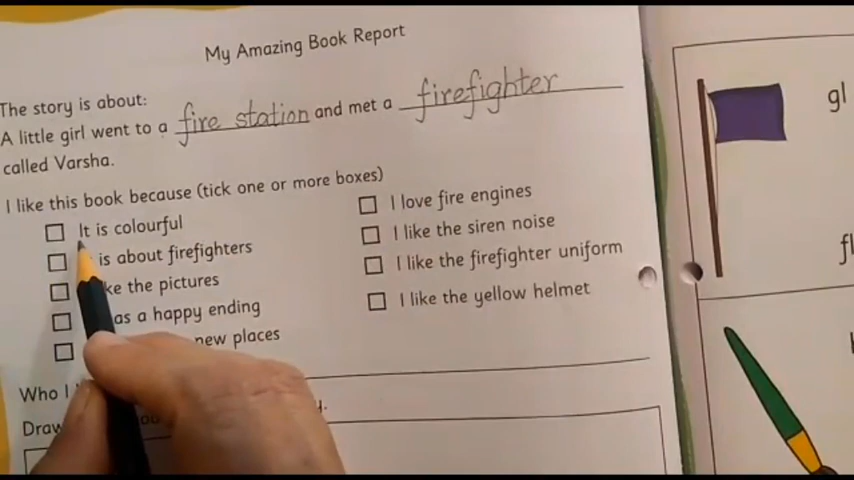 My Amazing Book Report
The story is about:
A little girl went to a fire station and met a firefighter
called Varsha.
I like this book because (tick one or more boxes)
It is colourful
is about firefighters
the pictures
a happy ending
new places
I love fire engines
I like the siren noise
I like the firefighter uniform
I like the yellow helmet
Who I
Draw
gl